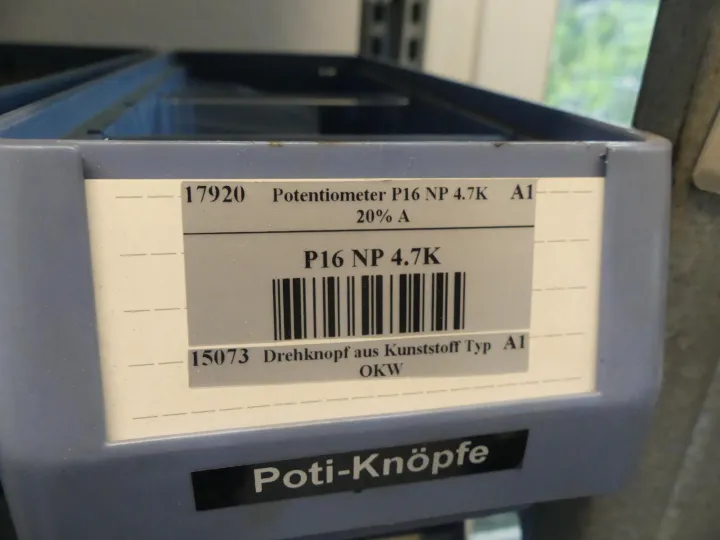 17920 Potentiometer P16 NP 4.7K A1
20% A
P16 NP 4.7K
15073 Drehknopf aus Kunststoff Typ A1
OKW
Poti-Knöpfe